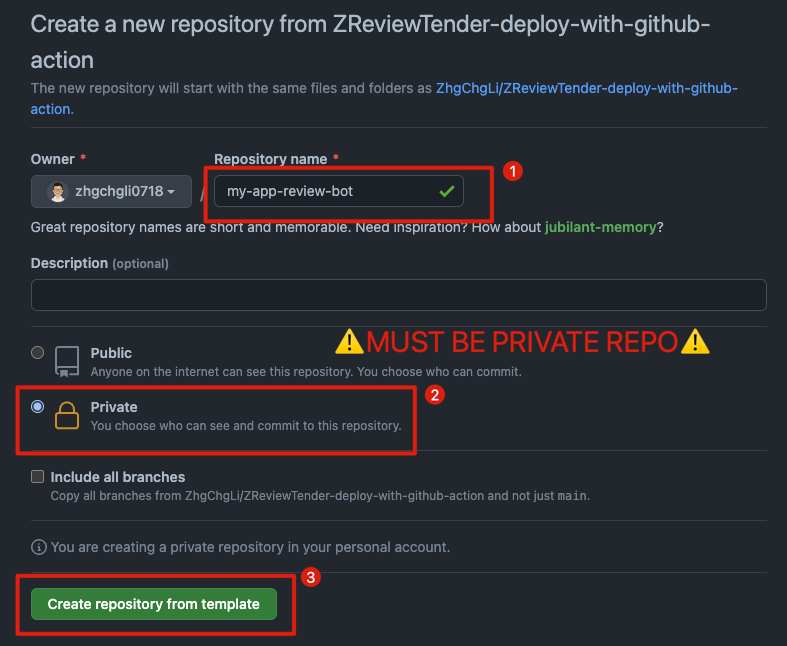 Create a new repository from ZReviewTender-deploy-with-github-
action
The new repository will start with the same files and folders as ZhgChgLi/ZReviewTender-deploy-with-github-
action.
Owner *
Repository name *
1
zhgchgli0718
/
my-app-review-bot
Great repository names are short and memorable. Need inspiration? How about jubilant-memory?
Description (optional)
⚠️MUST BE PRIVATE REPO⚠️
Public
Anyone on the internet can see this repository. You choose who can commit.
2
Private
You choose who can see and commit to this repository.
Include all branches
Copy all branches from ZhgChgLi/ZReviewTender-deploy-with-github-action and not just main.
You are creating a private repository in your personal account.
3
Create repository from template